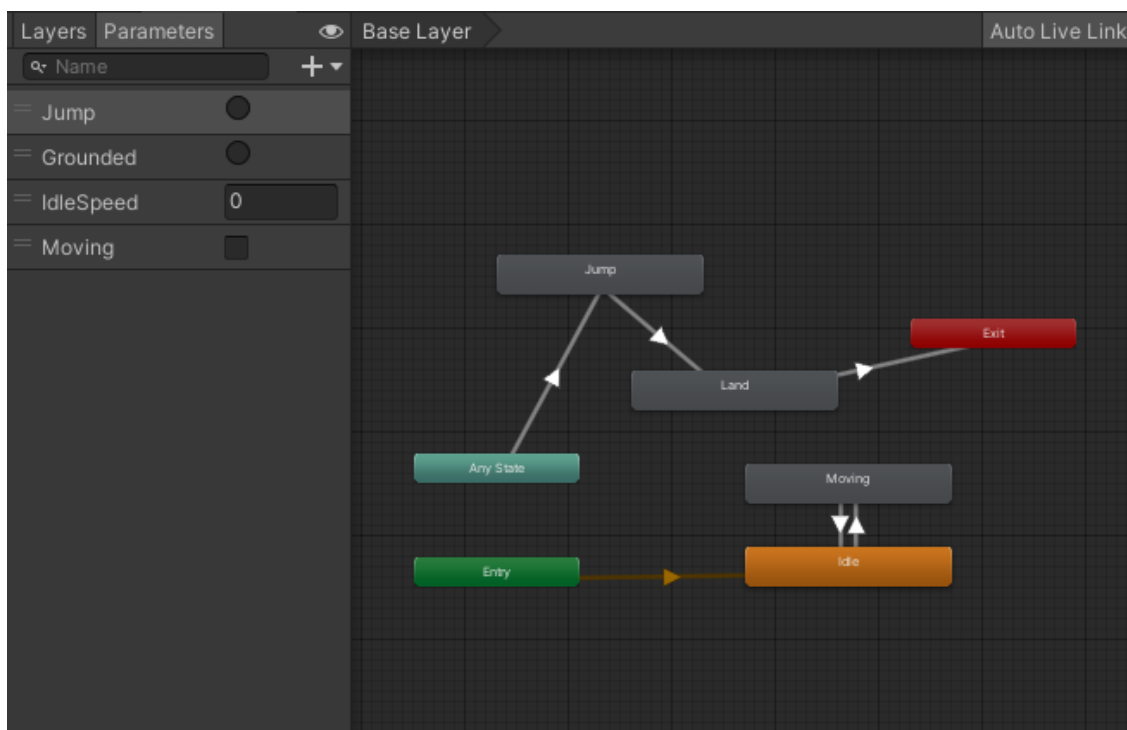 Layers Parameters Base Layer Auto Live Link
Name
Jump
Grounded
IdleSpeed 0
Moving
Jump
Exit
Land
Any State
Moving
Idle
Entry